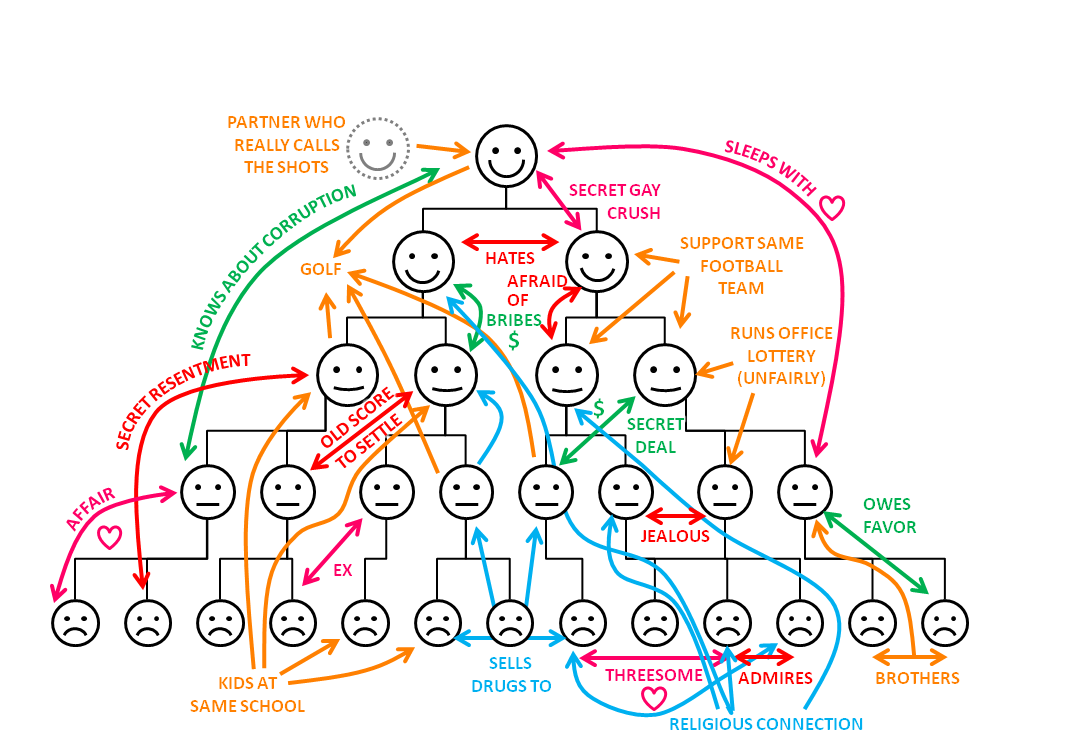 PARTNER WHO
REALLY CALLS
THE SHOTS
SLEEPS WITH
SECRET GAY
CRUSH
KNOWS ABOUT CORRUPTION
HATES
GOLF
SUPPORT SAME
FOOTBALL
TEAM
AFRAID
OF
BRIBES
$
RUNS OFFICE
LOTTERY
(UNFAIRLY)
SECRET RESENTMENT
OLD SCORE
TO SETTLE
$
SECRET
DEAL
AFFAIR
OWES
FAVOR
JEALOUS
EX
SELLS
DRUGS TO
THREESOME
ADMIRES
BROTHERS
KIDS AT
SAME SCHOOL
RELIGIOUS CONNECTION